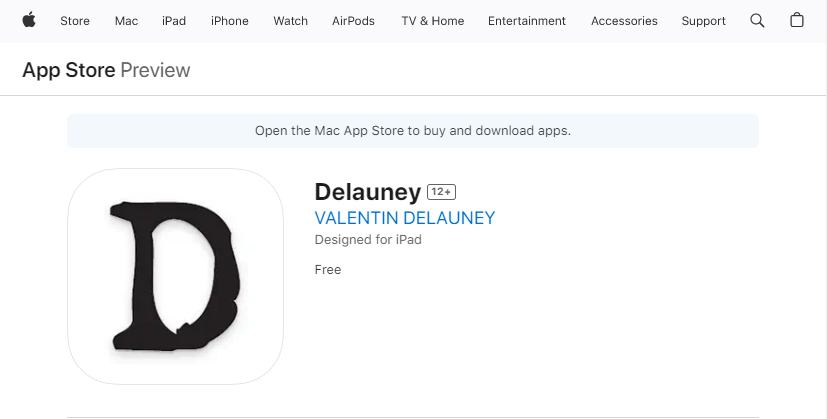 Store Mac iPad iPhone Watch AirPods TV & Home Entertainment Accessories Support
App Store Preview
Open the Mac App Store to buy and download apps.
D
Delauney 12+
VALENTIN DELAUNEY
Designed for iPad
Free